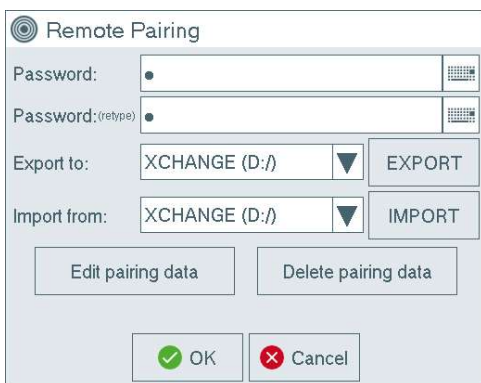 Remote Pairing
Password: ●
Password:(retype) ●
Export to: XCHANGE (D:/) EXPORT
Import from: XCHANGE (D:/) IMPORT
Edit pairing data Delete pairing data
OK Cancel